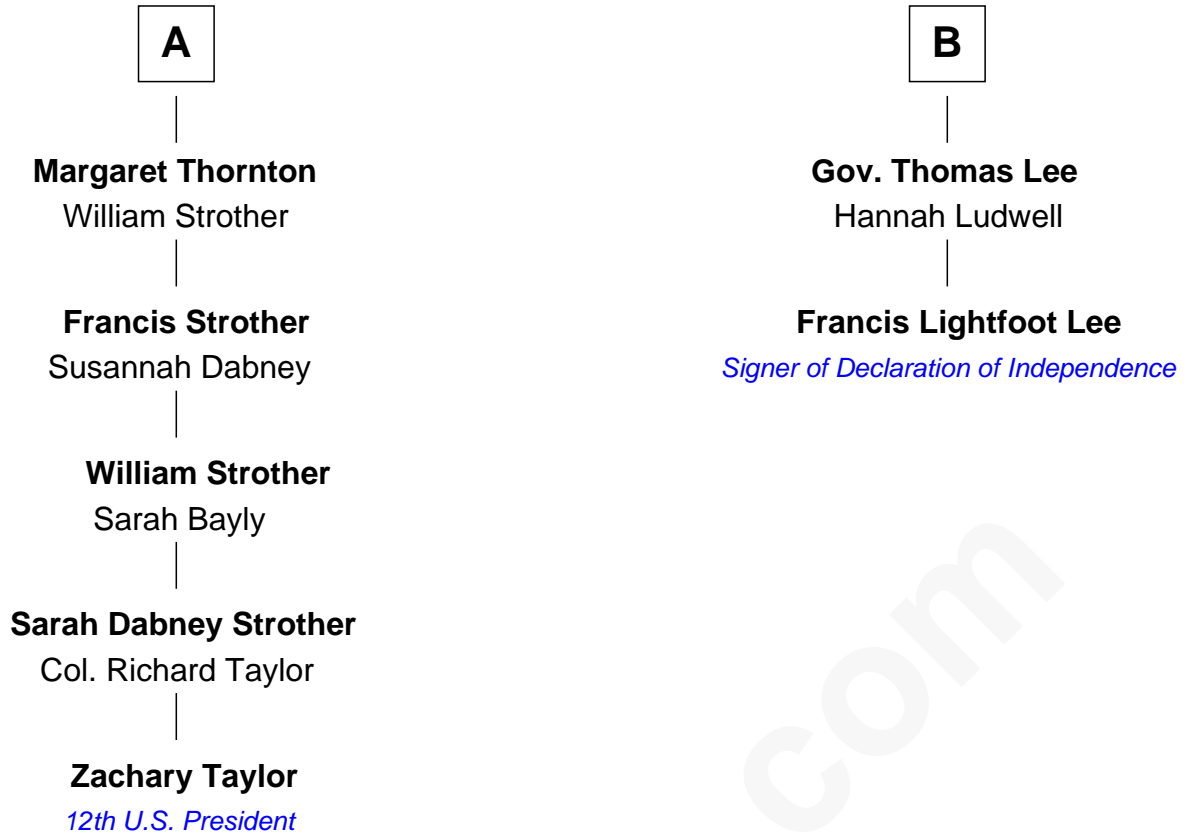 A
Margaret Thornton
William Strother
Francis Strother
Susannah Dabney
William Strother
Sarah Bayly
Sarah Dabney Strother
Col. Richard Taylor
Zachary Taylor
12th U.S. President
B
Gov. Thomas Lee
Hannah Ludwell
Francis Lightfoot Lee
Signer of Declaration of Independence
com